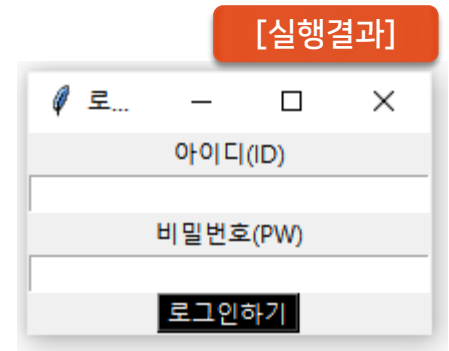 [실행결과]
로...
아이디(ID)
비밀번호(PW)
로그인하기